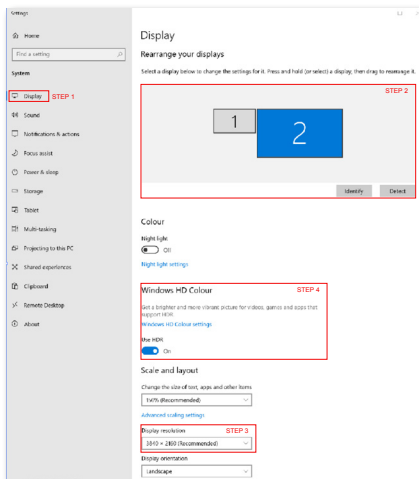 Settings
Home
Find a setting
System
Display STEP 1
Sound
Notifications & actions
Focus assist
Power & sleep
Storage
Tablet
Multi-tasking
Projecting to this PC
Shared experiences
Clipboard
Remote Desktop
About
Display
Rearrange your displays
Select a display below to change the settings for it. Press and hold (or select) a display, then drag to rearrange it.
STEP 2
1 2
Identify Detect
Colour
Night light
Off
Night light settings
Windows HD Colour STEP 4
Get a brighter and more vibrant picture for videos, games and apps that
support HDR.
Windows HD Colour settings
Use HDR
On
Scale and layout
Change the size of text, apps and other items
150% (Recommended)
Advanced scaling settings
Display resolution STEP 3
3840 × 2160 (Recommended)
Display orientation
Landscape